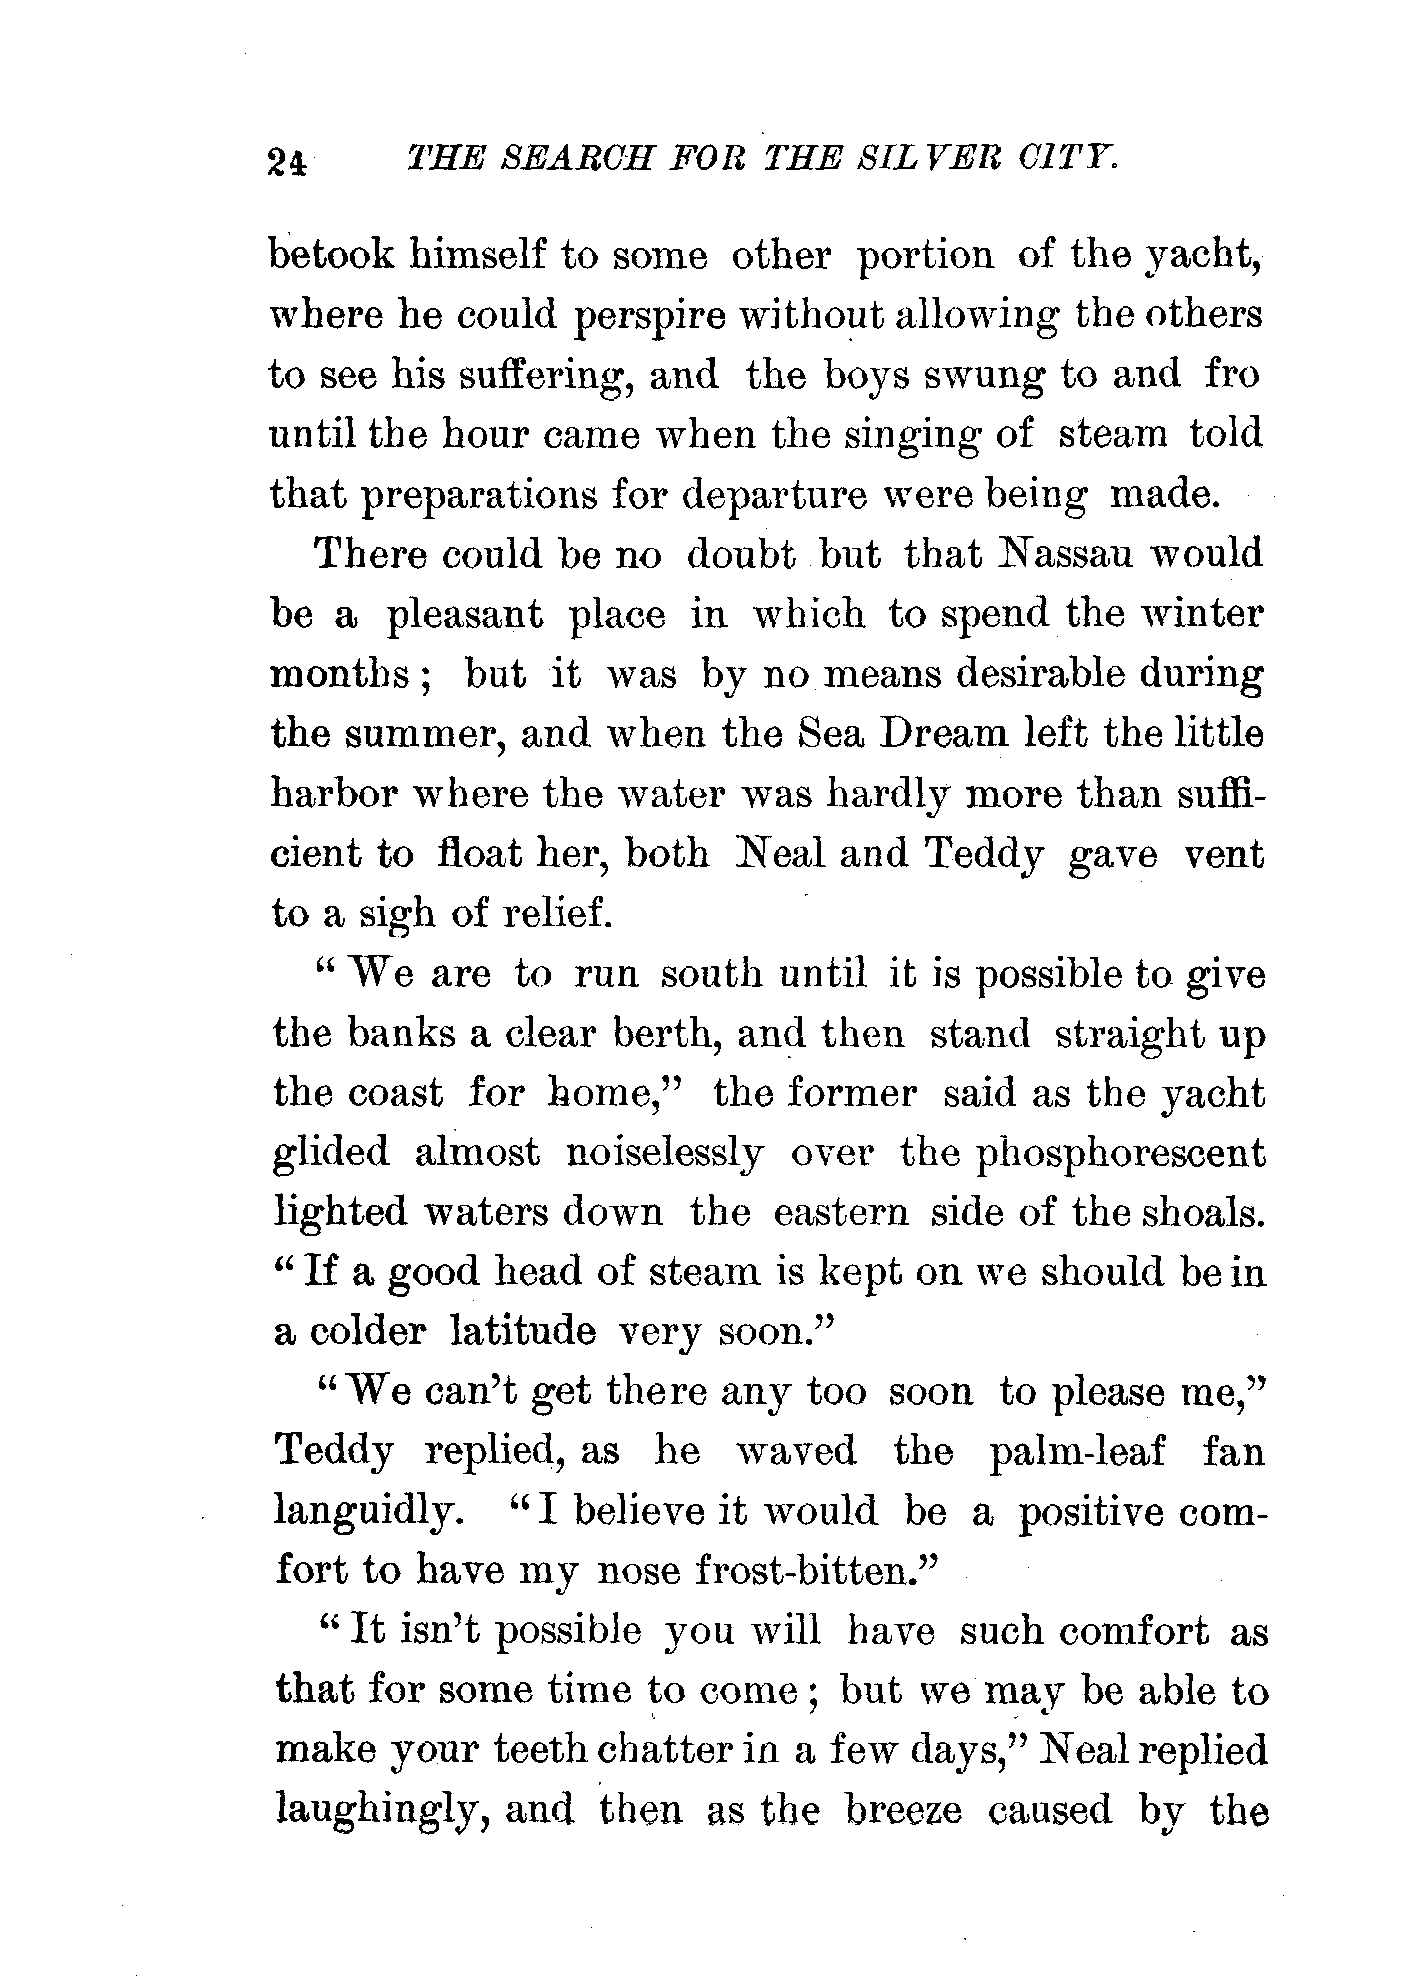 24 THE SEARCH FOR THE SILVER CITY.
betook himself to some other portion of the yacht,
where he could perspire without allowing the others
to see his suffering, and the boys swung to and fro
until the hour came when the singing of steam told
that preparations for departure were being made.
There could be no doubt but that Nassau would
be a pleasant place in which to spend the winter
months; but it was by no means desirable during
the summer, and when the Sea Dream left the little
harbor where the water was hardly more than suffi-
cient to float her, both Neal and Teddy gave vent
to a sigh of relief.
“We are to run south until it is possible to give
the banks a clear berth, and then stand straight up
the coast for home,” the former said as the yacht
glided almost noiselessly over the phosphorescent
lighted waters down the eastern side of the shoals.
“If a good head of steam is kept on we should be in
a colder latitude very soon.”
“We can’t get there any too soon to please me,”
Teddy replied, as he waved the palm-leaf fan
languidly. “I believe it would be a positive com-
fort to have my nose frost-bitten.”
“It isn’t possible you will have such comfort as
that for some time to come; but we may be able to
make your teeth chatter in a few days,” Neal replied
laughingly, and then as the breeze caused by the